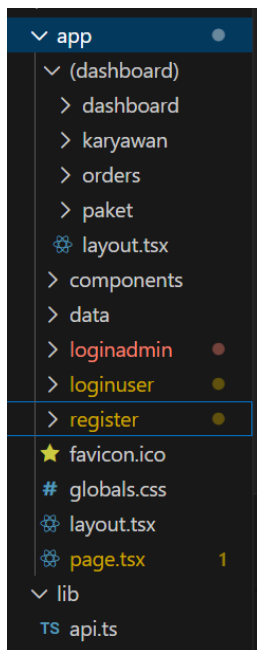 app
(dashboard)
dashboard
karyawan
orders
paket
layout.tsx
components
data
loginadmin
loginuser
register
favicon.ico
# globals.css
layout.tsx
page.tsx 1
lib
TS api.ts